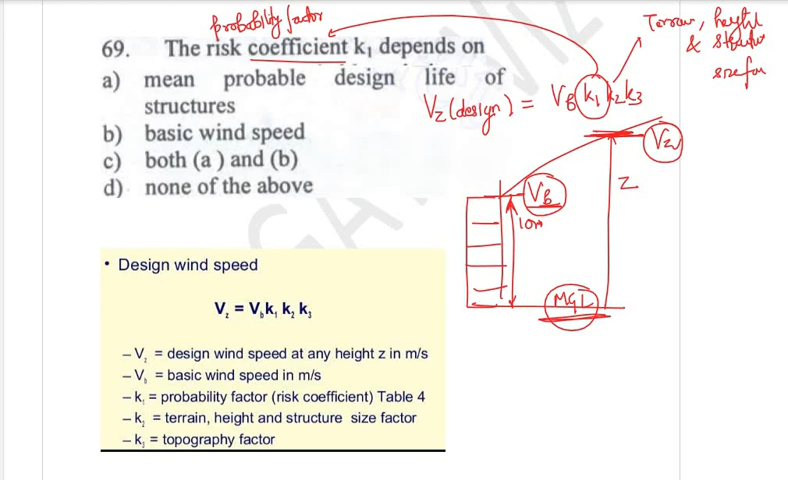 probability factor
69. The risk coefficient k₁ depends on
a) mean probable design life of
structures
b) basic wind speed
c) both (a ) and (b)
d) none of the above
Terrain, height
& structure
size fa
V_z (design) = V_B k₁ k₂ k₃
V_z
V_B
Z
10m
MGL
• Design wind speed
V_z = V_b k₁ k₂ k₃
– V_z = design wind speed at any height z in m/s
– V_b = basic wind speed in m/s
– k₁ = probability factor (risk coefficient) Table 4
– k₂ = terrain, height and structure size factor
– k₃ = topography factor